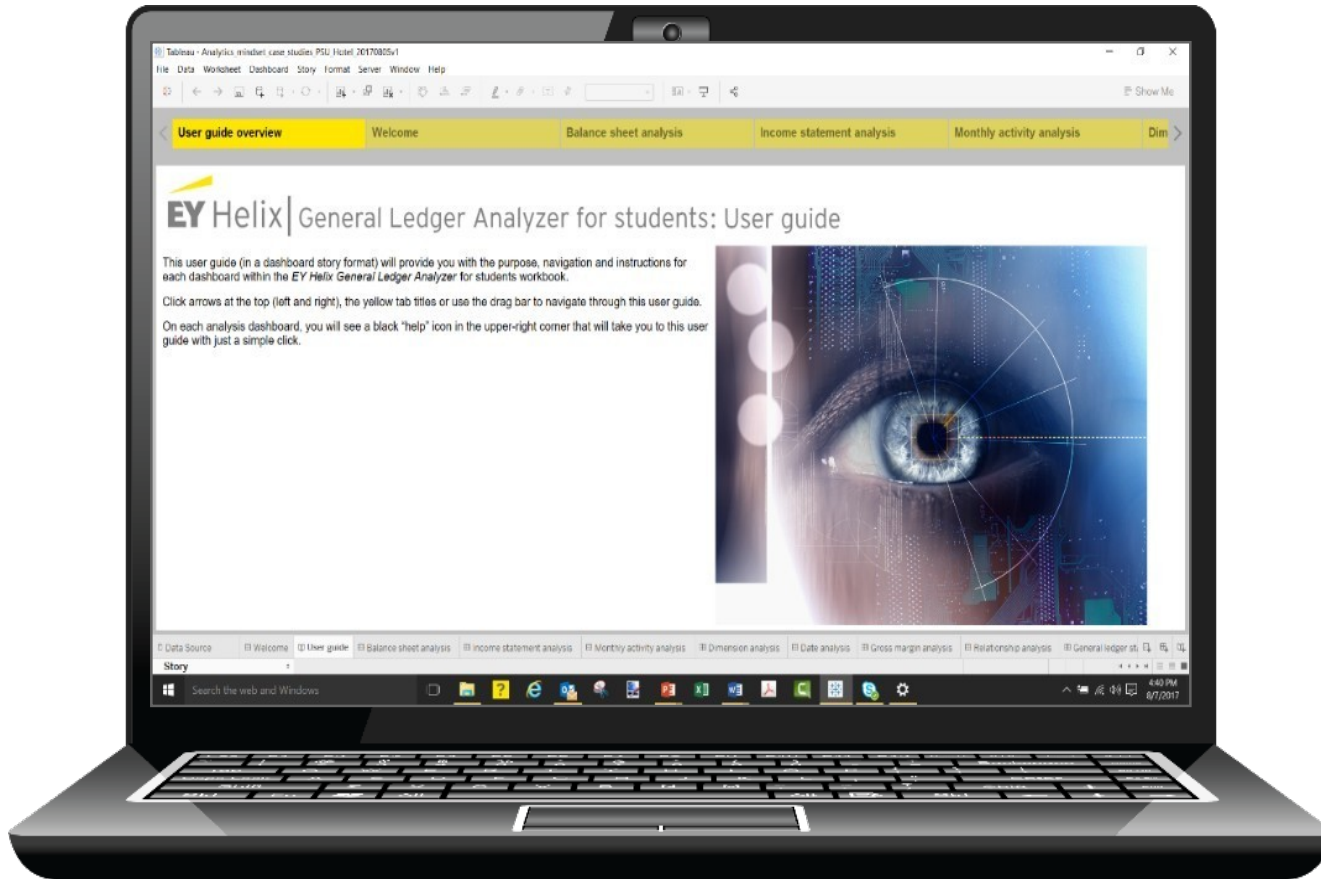 Tableau - Analytics_mindset_case_studies_PSU_Hotel_20170805v1
File Data Worksheet Dashboard Story Format Server Window Help
Show Me
User guide overview Welcome Balance sheet analysis Income statement analysis Monthly activity analysis Dim
EY Helix General Ledger Analyzer for students: User guide
This user guide (in a dashboard story format) will provide you with the purpose, navigation and instructions for
each dashboard within the EY Helix General Ledger Analyzer for students workbook.
Click arrows at the top (left and right), the yellow tab titles or use the drag bar to navigate through this user guide.
On each analysis dashboard, you will see a black “help” icon in the upper-right corner that will take you to this user
guide with just a simple click.
Data Source Welcome User guide Balance sheet analysis Income statement analysis Monthly activity analysis Dimension analysis Date analysis Gross margin analysis Relationship analysis General ledger st
Story
Search the web and Windows
4:40 PM
8/7/2017